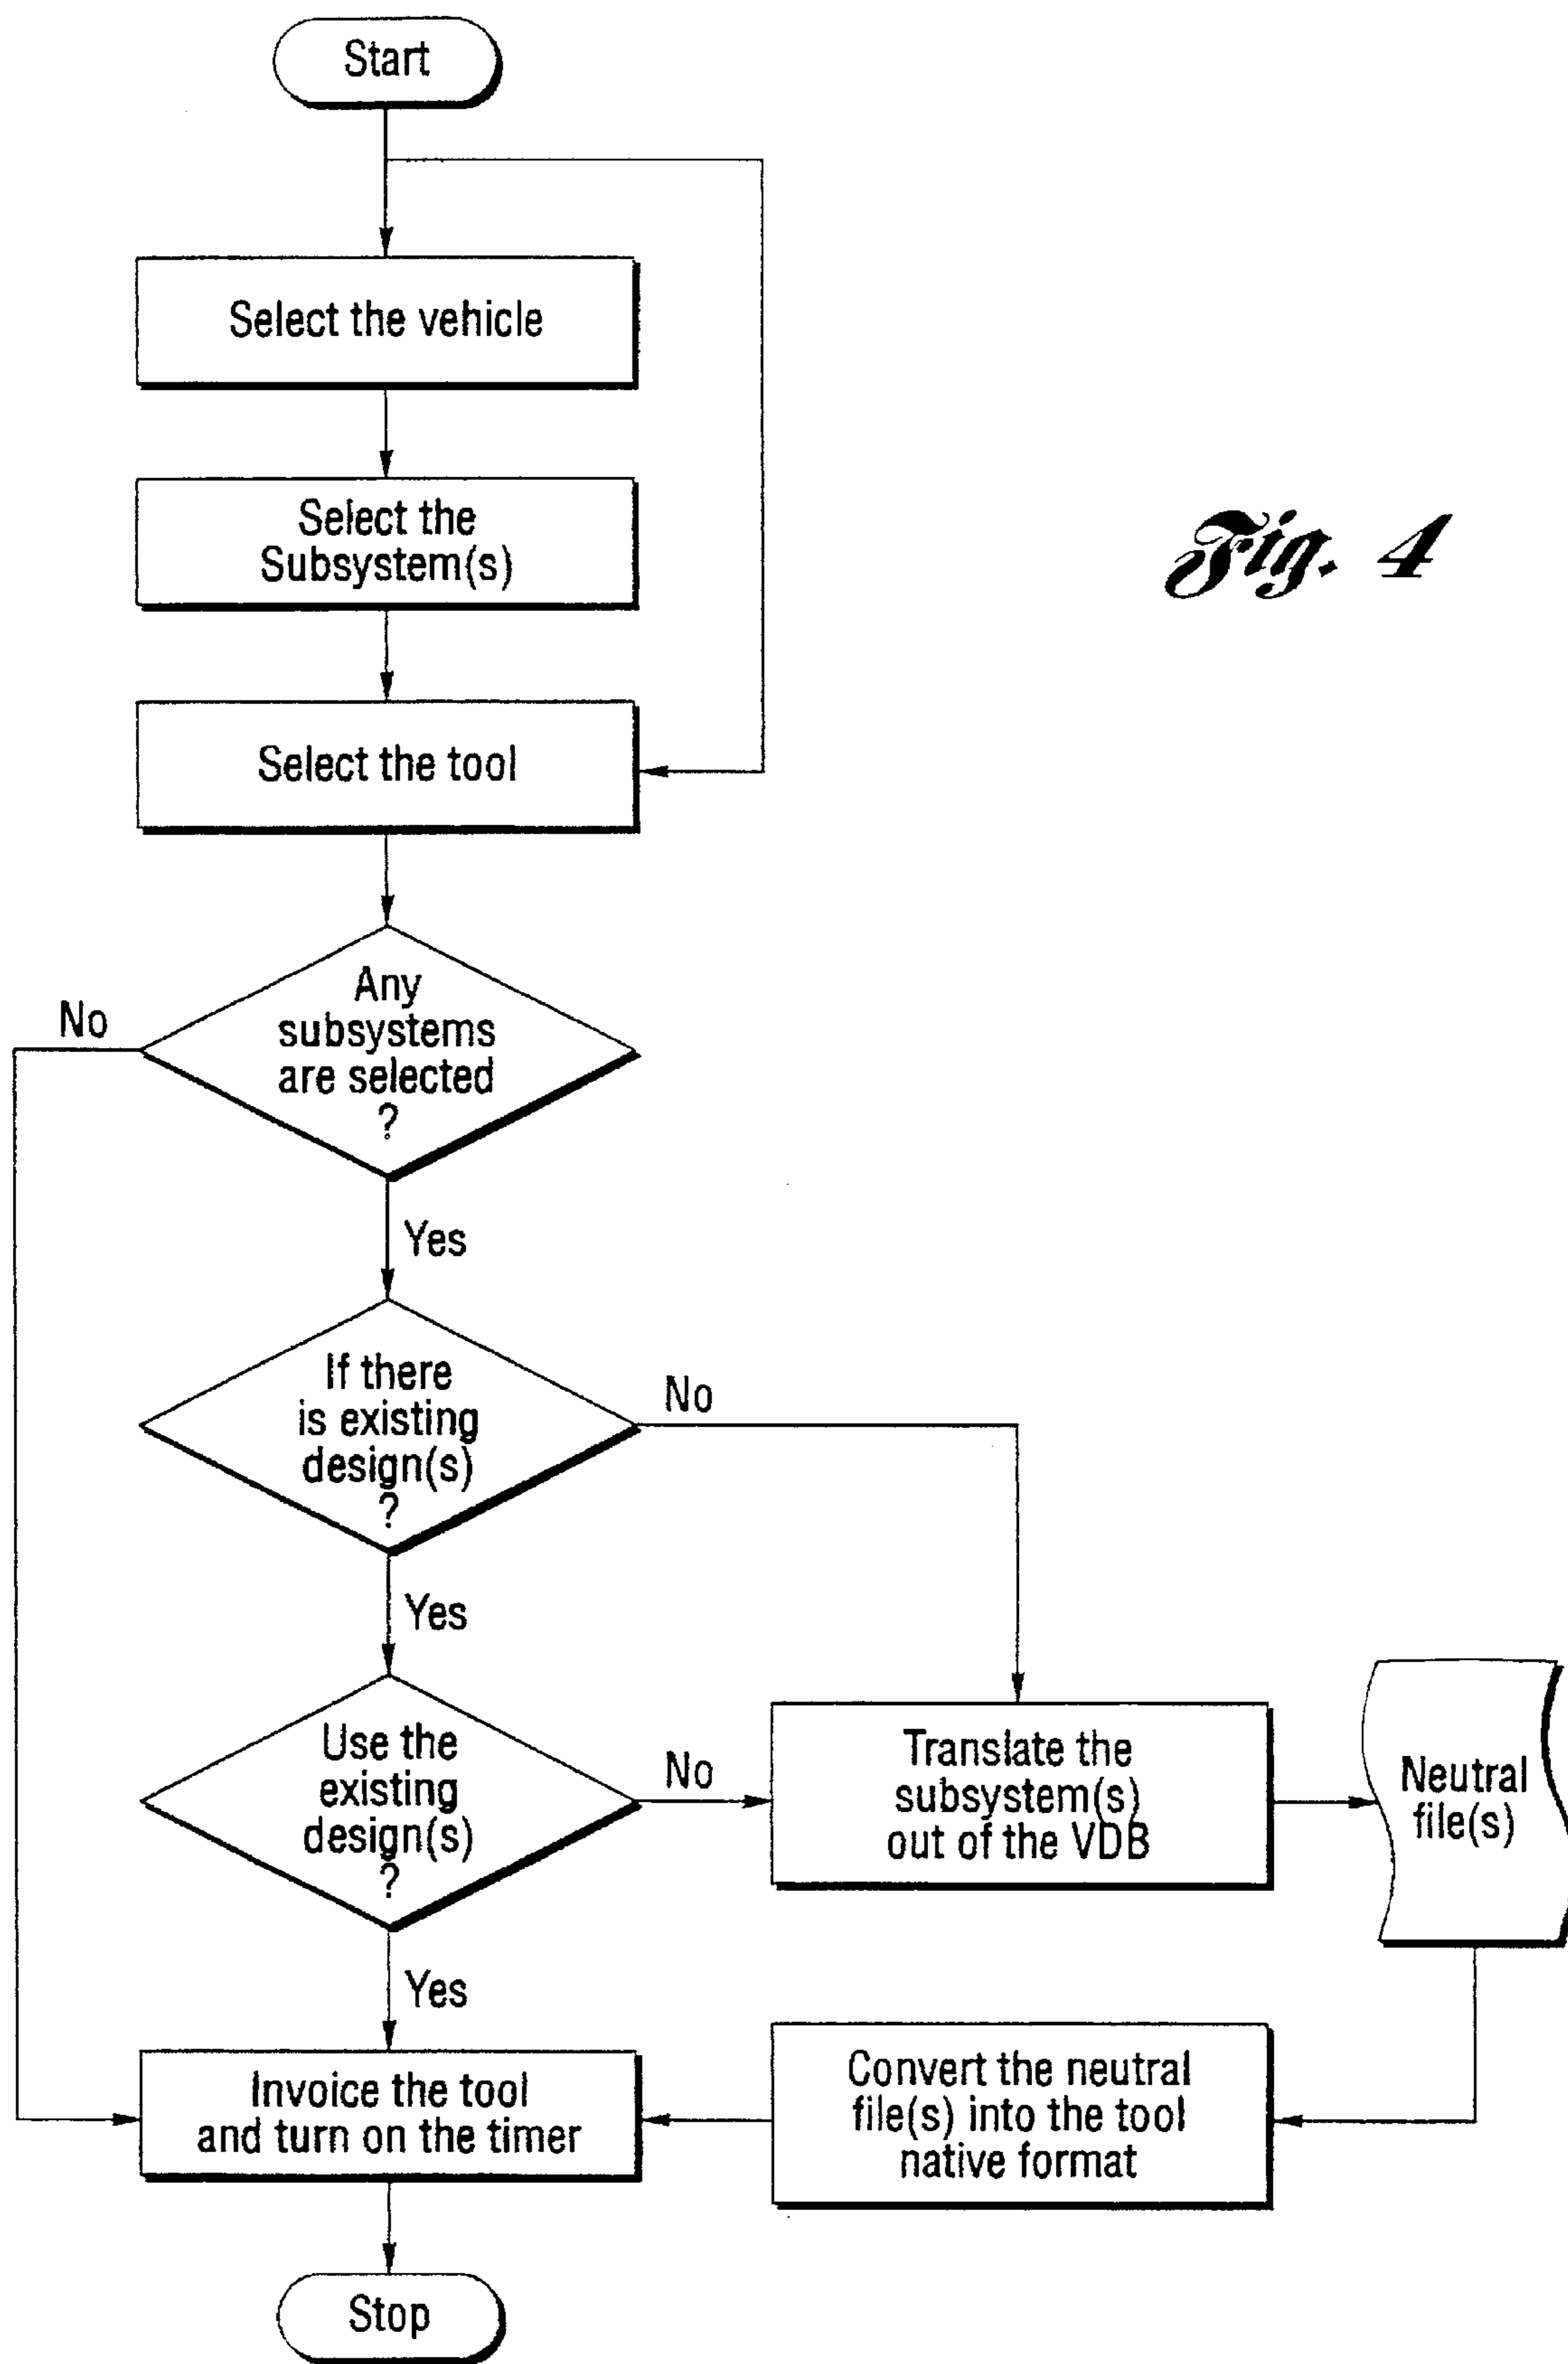 Start
Select the vehicle
Select the
Subsystem(s)
Fig. 4
Select the tool
Any
subsystems
are selected
?
No
Yes
If there
is existing
design(s)
?
No
Yes
Use the
existing
design(s)
?
No
Translate the
subsystem(s)
out of the VDB
Neutral
file(s)
Yes
Invoice the tool
and turn on the timer
Convert the neutral
file(s) into the tool
native format
Stop